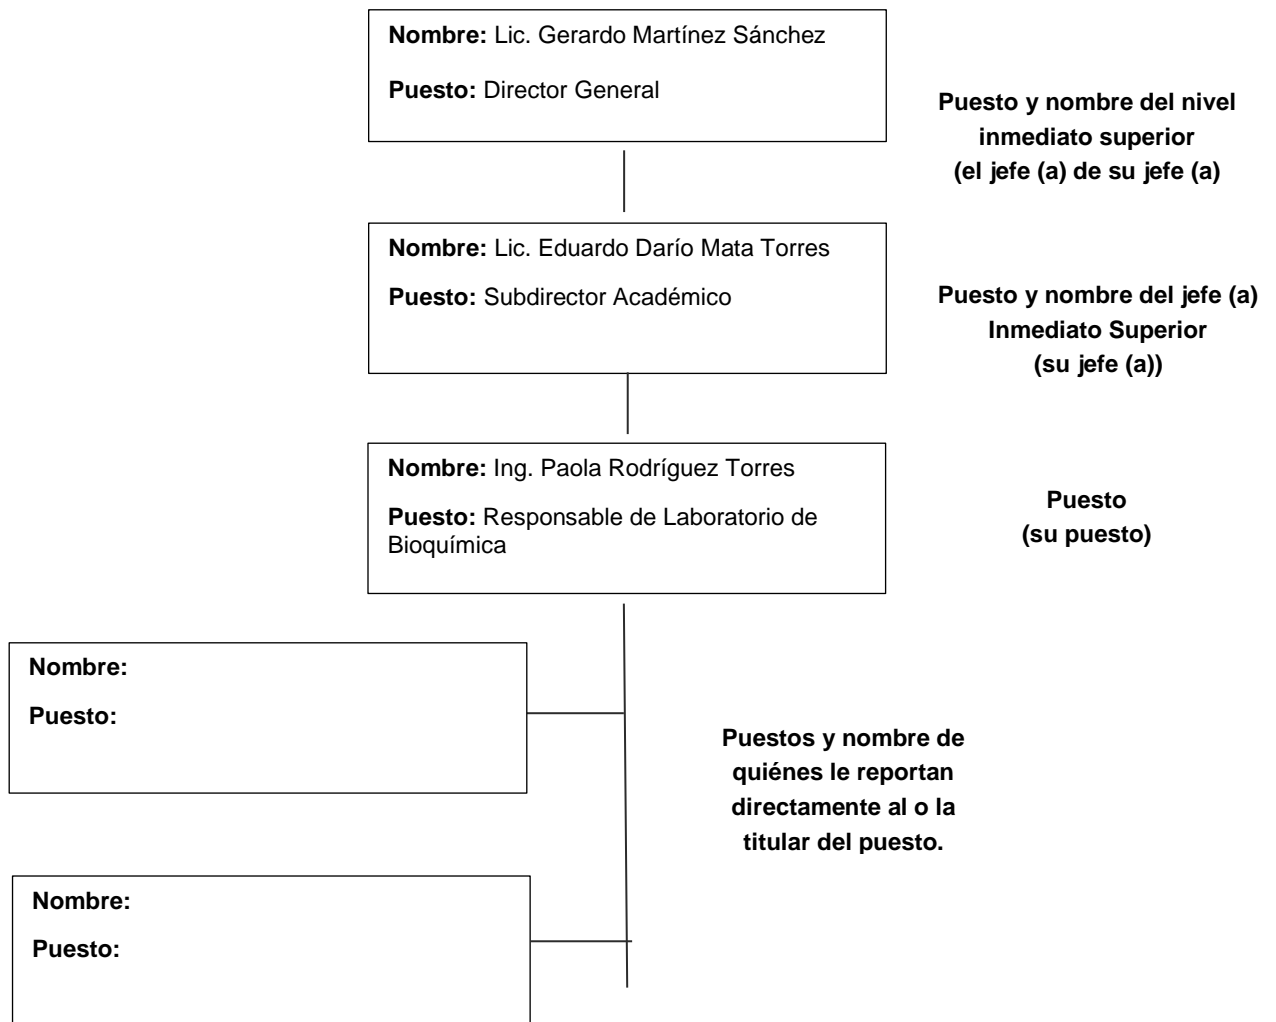 Nombre: Lic. Gerardo Martínez Sánchez
Puesto: Director General
Puesto y nombre del nivel
inmediato superior
(el jefe (a) de su jefe (a)
Nombre: Lic. Eduardo Darío Mata Torres
Puesto: Subdirector Académico
Puesto y nombre del jefe (a)
Inmediato Superior
(su jefe (a))
Nombre: Ing. Paola Rodríguez Torres
Puesto: Responsable de Laboratorio de
Bioquímica
Puesto
(su puesto)
Nombre:
Puesto:
Puestos y nombre de
quiénes le reportan
directamente al o la
titular del puesto.
Nombre:
Puesto: